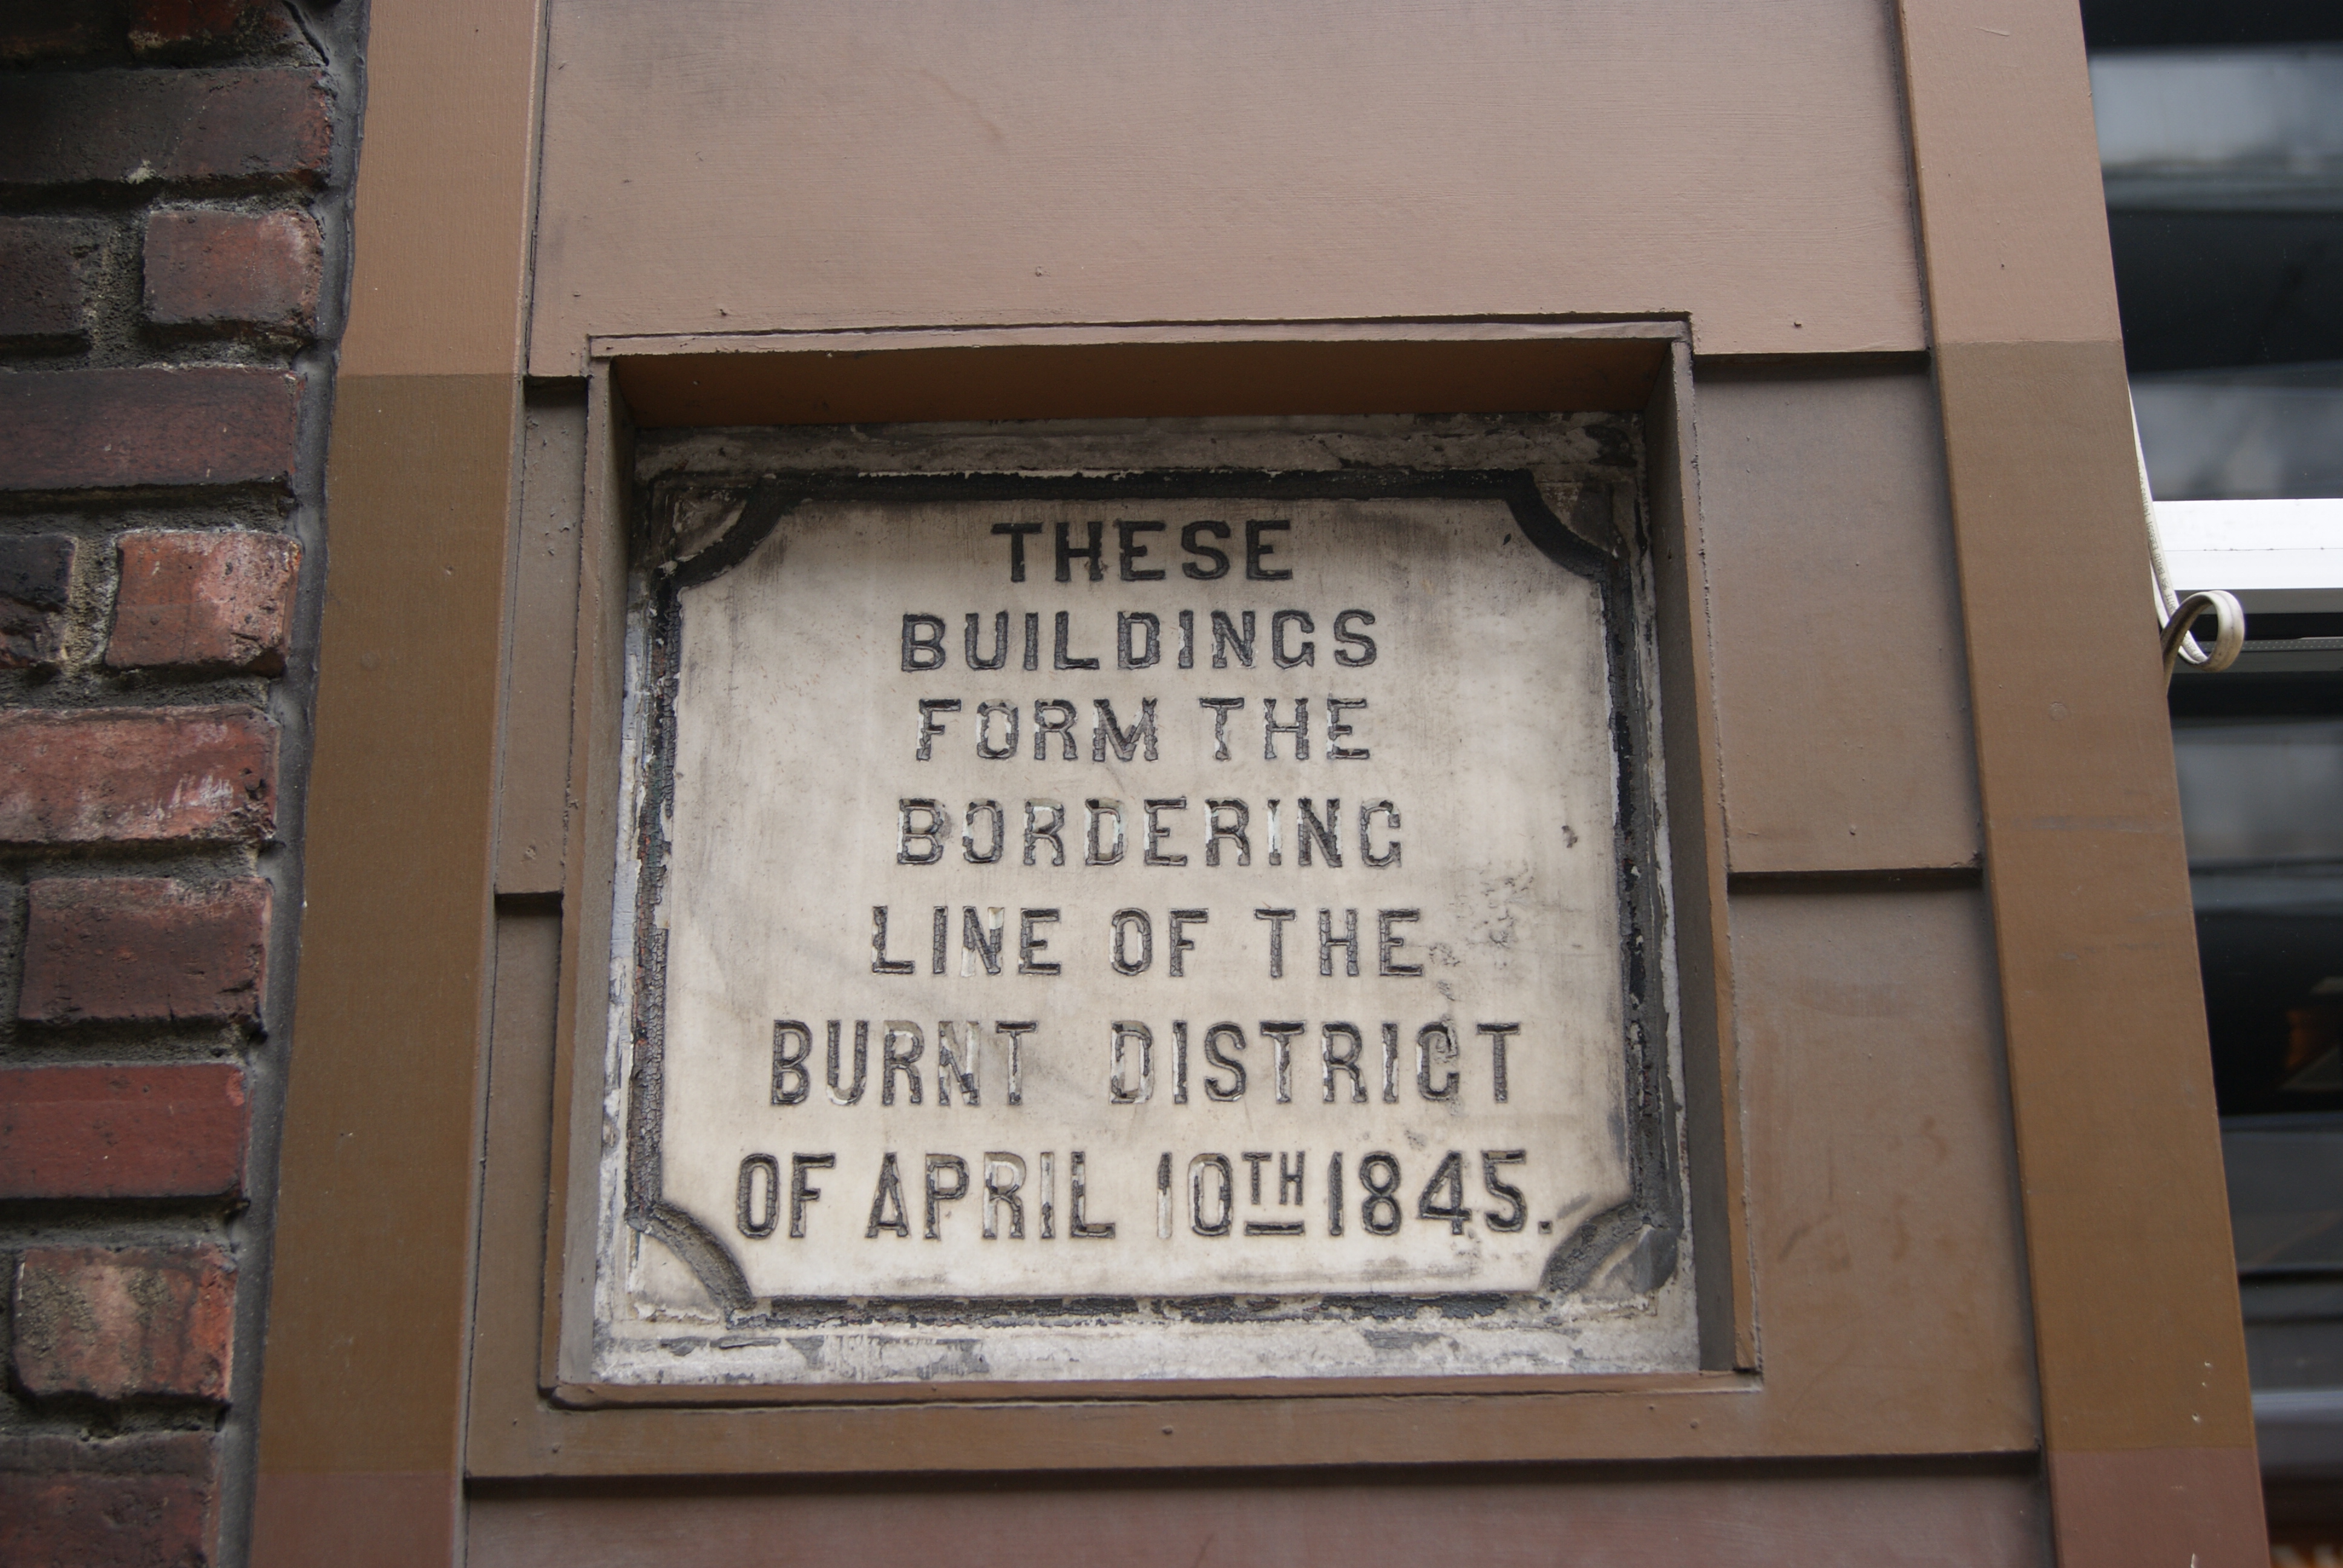 THESE
BUILDINGS
FORM THE
BORDERING
LINE OF THE
BURNT DISTRICT
OF APRIL 10TH 1845.